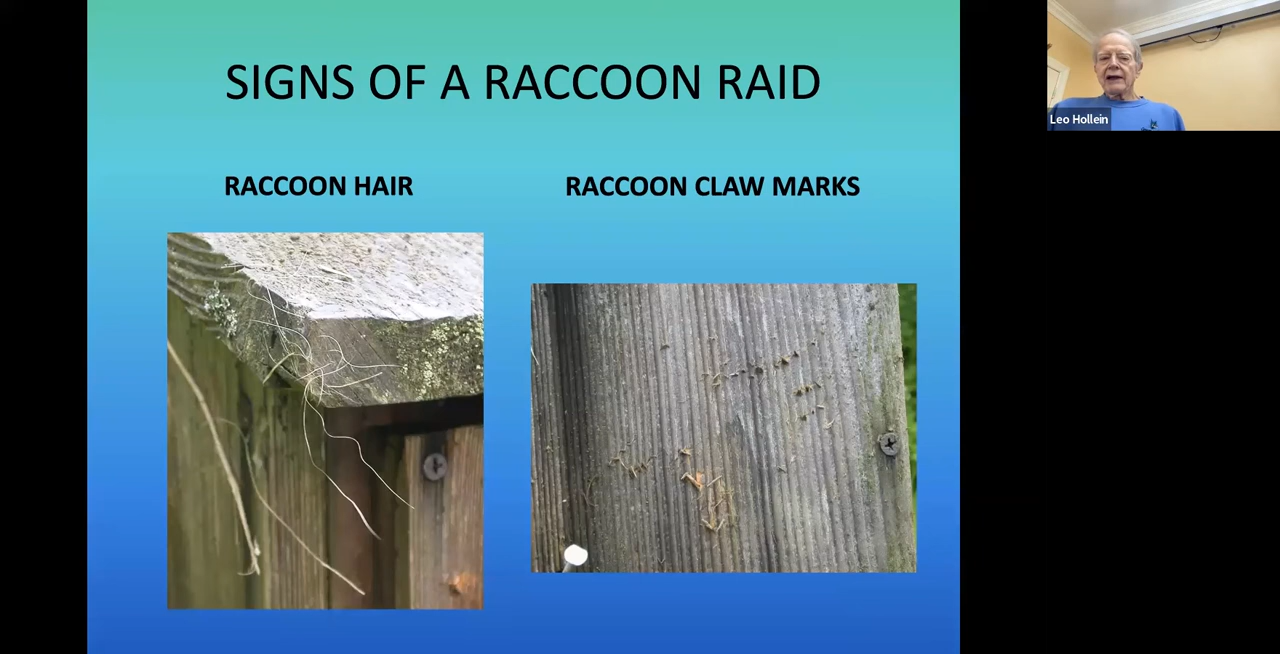 SIGNS OF A RACCOON RAID
RACCOON HAIR
RACCOON CLAW MARKS
Leo Hollein